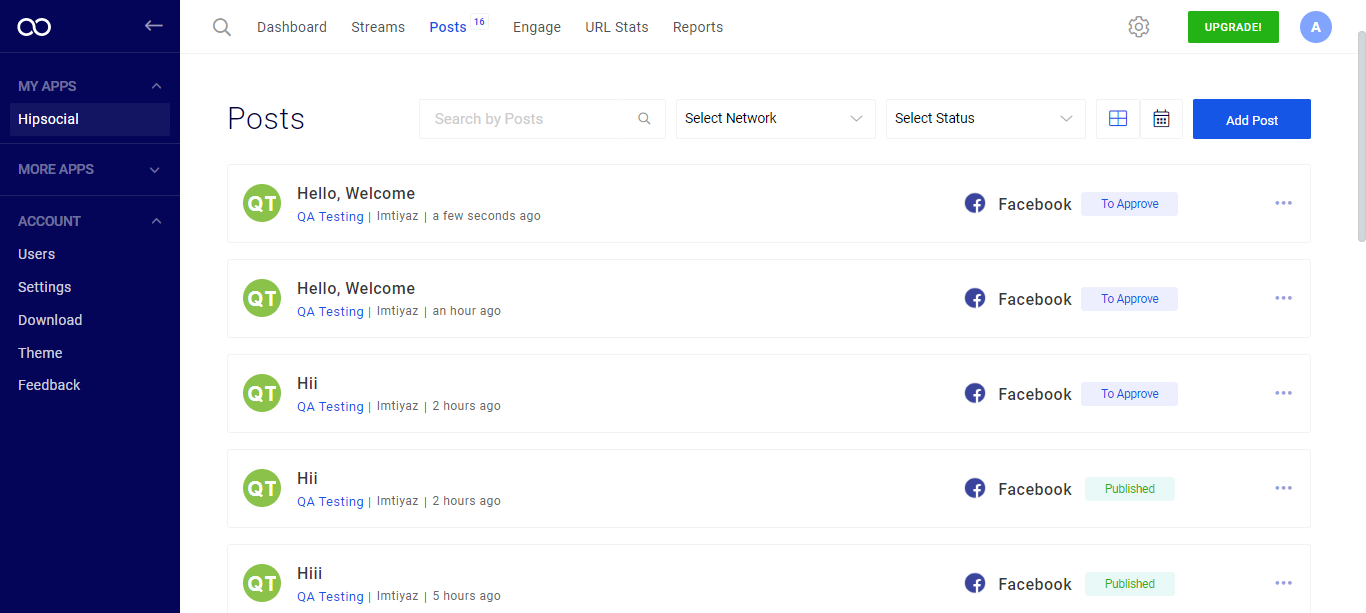 Dashboard Streams Posts 16 Engage URL Stats Reports UPGRADE! A
MY APPS
Hipsocial
MORE APPS
ACCOUNT
Users
Settings
Download
Theme
Feedback
Posts Search by Posts Select Network Select Status Add Post
QT Hello, Welcome
QA Testing | Imtiyaz | a few seconds ago
Facebook To Approve
QT Hello, Welcome
QA Testing | Imtiyaz | an hour ago
Facebook To Approve
QT Hii
QA Testing | Imtiyaz | 2 hours ago
Facebook To Approve
QT Hii
QA Testing | Imtiyaz | 2 hours ago
Facebook Published
QT Hiii
QA Testing | Imtiyaz | 5 hours ago
Facebook Published